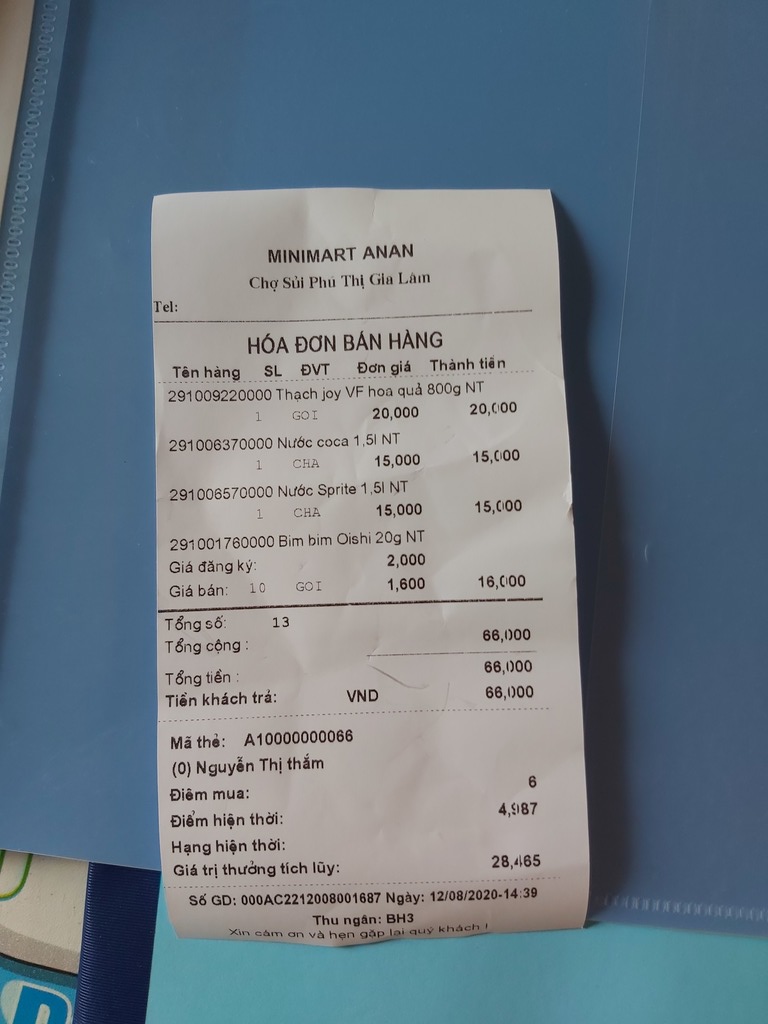 MINIMART ANAN
Chợ Sủi Phú Thị Gia Lâm
Tel:
HÓA ĐƠN BÁN HÀNG
Tên hàng SL ĐVT Đơn giá Thành tiền
291009220000 Thạch joy VF hoa quả 800g NT
1 GOI 20,000 20,000
291006370000 Nước coca 1,5l NT
1 CHA 15,000 15,000
291006570000 Nước Sprite 1,5l NT
1 CHA 15,000 15,000
291001760000 Bim bim Oishi 20g NT
Giá đăng ký: 2,000
Giá bán: 10 GOI 1,600 16,000
Tổng số: 13
Tổng cộng : 66,000
Tổng tiền : 66,000
Tiền khách trả: VND 66,000
Mã thẻ: A10000000066
(0) Nguyễn Thị thắm
Điểm mua: 6
Điểm hiện thời: 4,987
Hạng hiện thời:
Giá trị thưởng tích lũy: 28,465
Số GD: 000AC2212008001687 Ngày: 12/08/2020-14:39
Thu ngân: BH3
Xin cảm ơn và hẹn gặp lại quý khách !